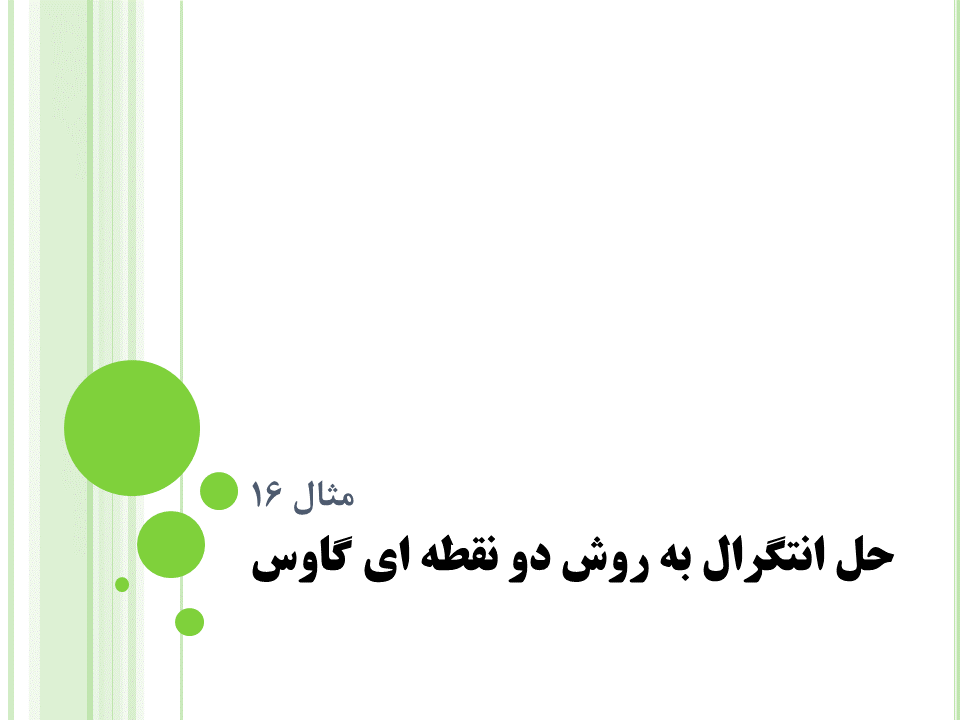 مثال ۱۶
حل انتگرال به روش دو نقطه ای گاوس